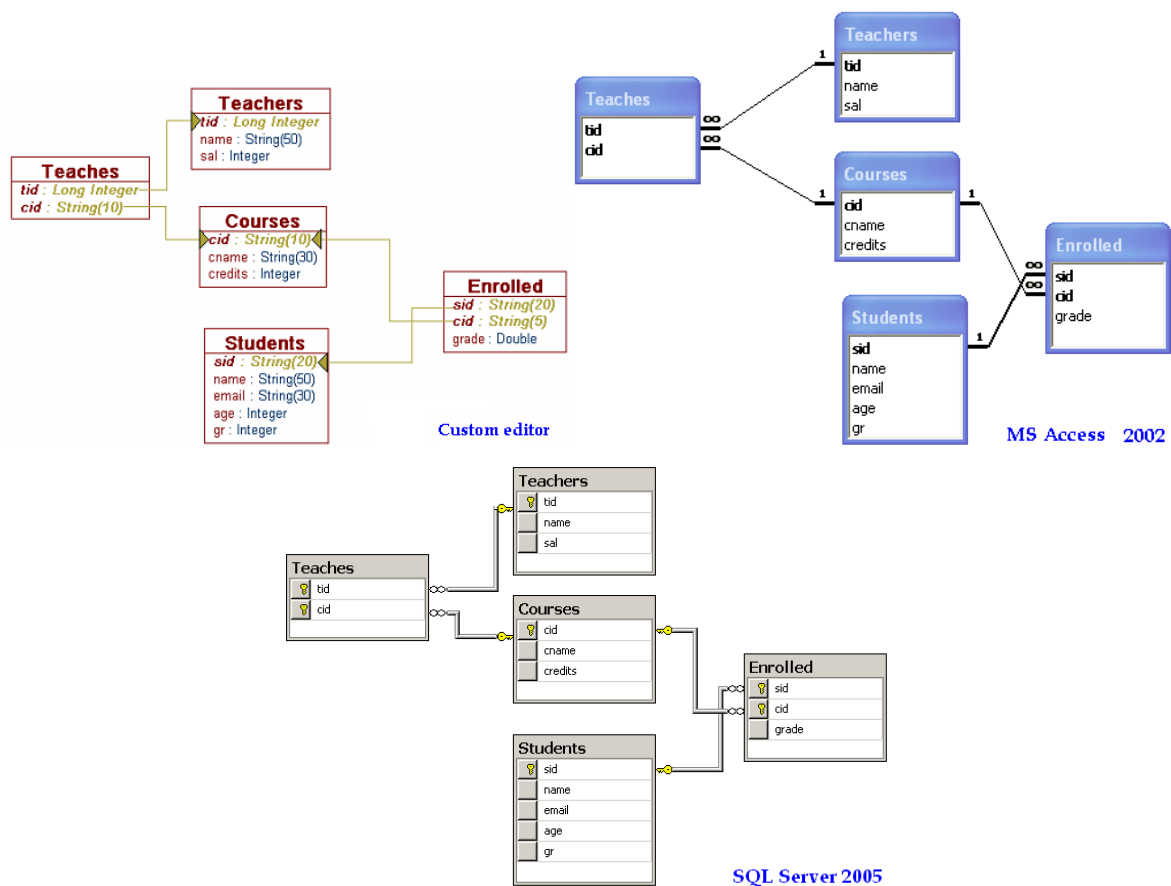 Teachers
tid : Long Integer
name : String(50)
sal : Integer
Teaches
tid : Long Integer
cid : String(10)
Courses
cid : String(10)
cname : String(30)
credits : Integer
Enrolled
sid : String(20)
cid : String(5)
grade : Double
Students
sid : String(20)
name : String(50)
email : String(30)
age : Integer
gr : Integer
Custom editor
Teachers
tid
name
sal
1
Teaches
tid
cid
∞
∞
Courses
cid
cname
credits
1
1
Enrolled
sid
cid
grade
∞
∞
Students
sid
name
email
age
gr
1
MS Access 2002
Teachers
tid
name
sal
Teaches
tid
cid
Courses
cid
cname
credits
Enrolled
sid
cid
grade
Students
sid
name
email
age
gr
SQL Server 2005